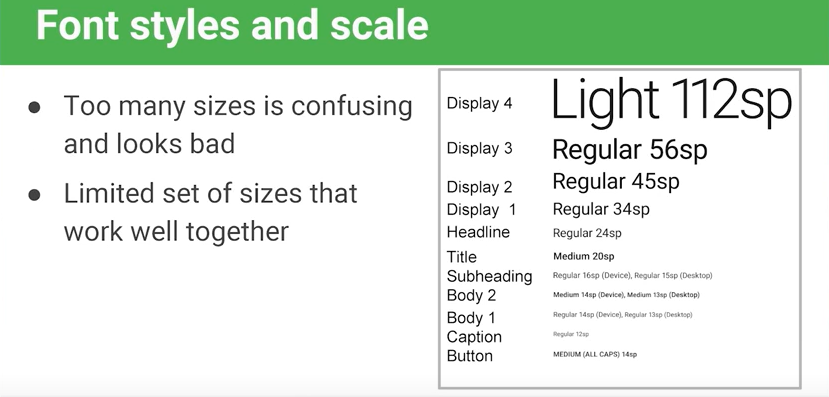 Font styles and scale
● Too many sizes is confusing
and looks bad
● Limited set of sizes that
work well together
Display 4 Light 112sp
Display 3 Regular 56sp
Display 2 Regular 45sp
Display 1 Regular 34sp
Headline Regular 24sp
Title Medium 20sp
Subheading Regular 16sp (Device), Regular 15sp (Desktop)
Body 2 Medium 14sp (Device), Medium 13sp (Desktop)
Body 1 Regular 14sp (Device), Regular 13sp (Desktop)
Caption Regular 12sp
Button MEDIUM (ALL CAPS) 14sp